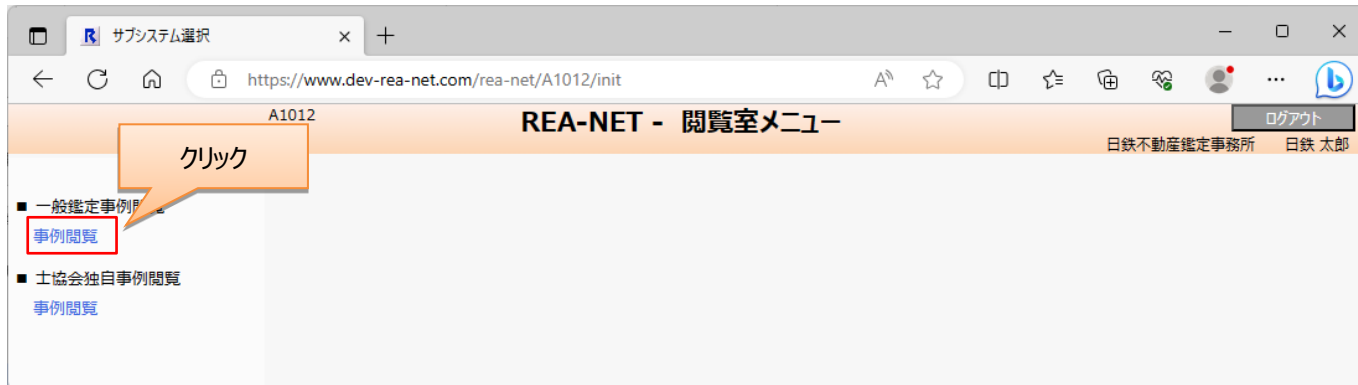 サブシステム選択
https://www.dev-rea-net.com/rea-net/A1012/init
A1012
REA-NET - 閲覧室メニュー
ログアウト
日鉄不動産鑑定事務所 日鉄 太郎
クリック
■ 一般鑑定事例
事例閲覧
■ 士協会独自事例閲覧
事例閲覧